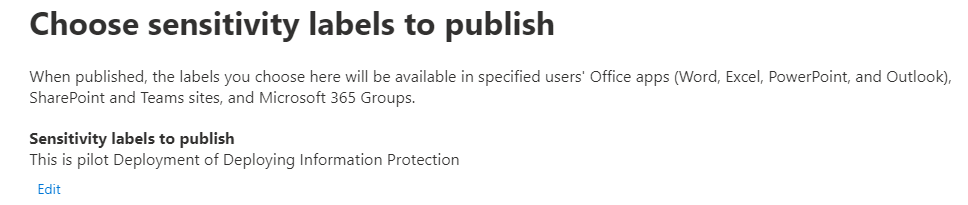 Choose sensitivity labels to publish
When published, the labels you choose here will be available in specified users' Office apps (Word, Excel, PowerPoint, and Outlook),
SharePoint and Teams sites, and Microsoft 365 Groups.
Sensitivity labels to publish
This is pilot Deployment of Deploying Information Protection
Edit